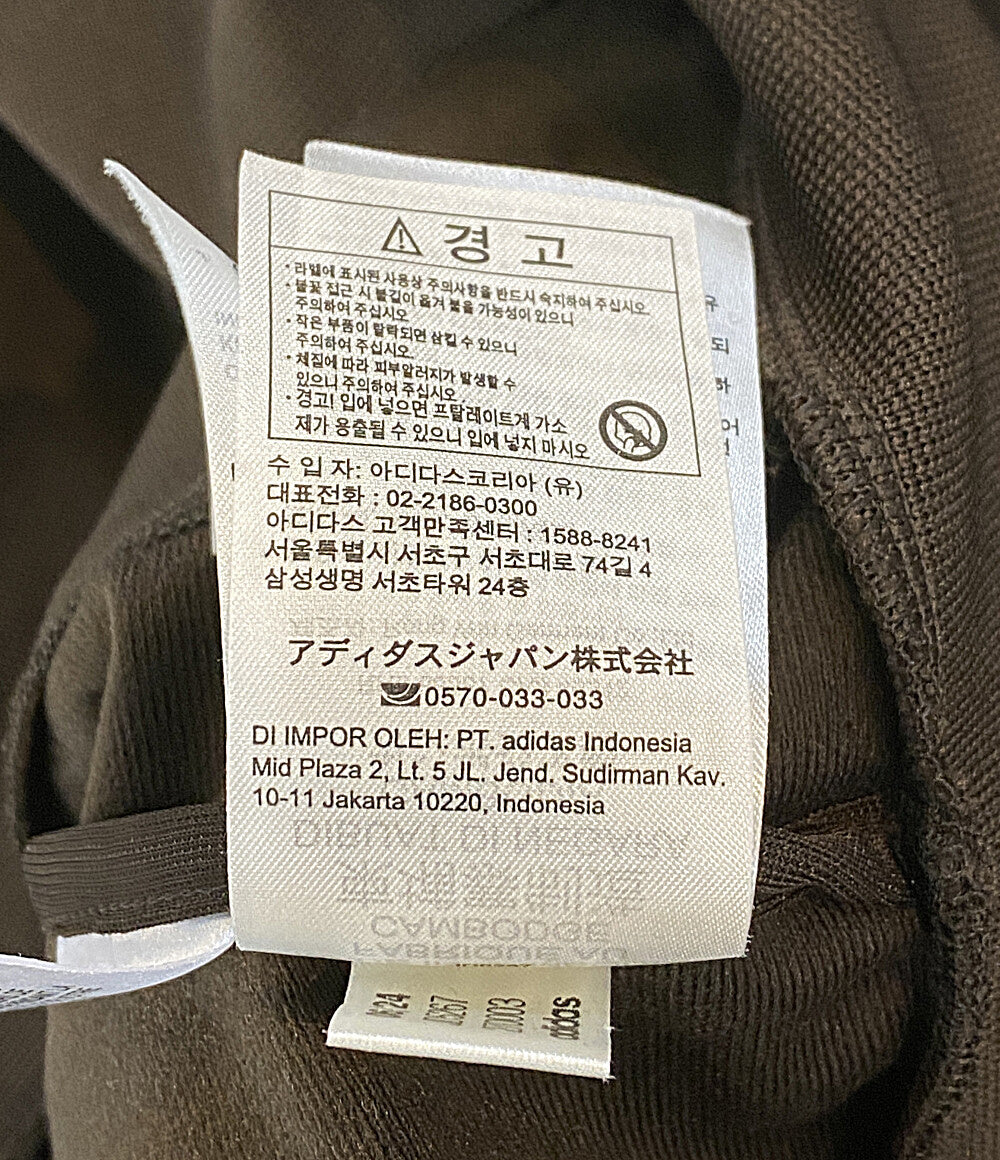 ⚠ 경 고
・라벨에 표시된 사용상 주의사항을 반드시 숙지하여 주십시오.
・불꽃 접근 시 불길이 옮겨 붙을 가능성이 있으니
주의하여 주십시오
・작은 부품이 탈락되면 삼킬 수 있으니
주의하여 주십시오.
・체질에 따라 피부알러지가 발생할 수
있으니 주의하여 주십시오.
・경고! 입에 넣으면 프탈레이트계 가소
제가 용출될 수 있으니 입에 넣지 마시오
수 입 자: 아디다스코리아 (유)
대표전화 : 02-2186-0300
아디다스 고객만족센터 : 1588-8241
서울특별시 서초구 서초대로 74길 4
삼성생명 서초타워 24층
アディダスジャパン株式会社
0570-033-033
DI IMPOR OLEH: PT. adidas Indonesia
Mid Plaza 2, Lt. 5 JL. Jend. Sudirman Kav.
10-11 Jakarta 10220, Indonesia
FABRIQUE AU
CAMBODGE
adidas